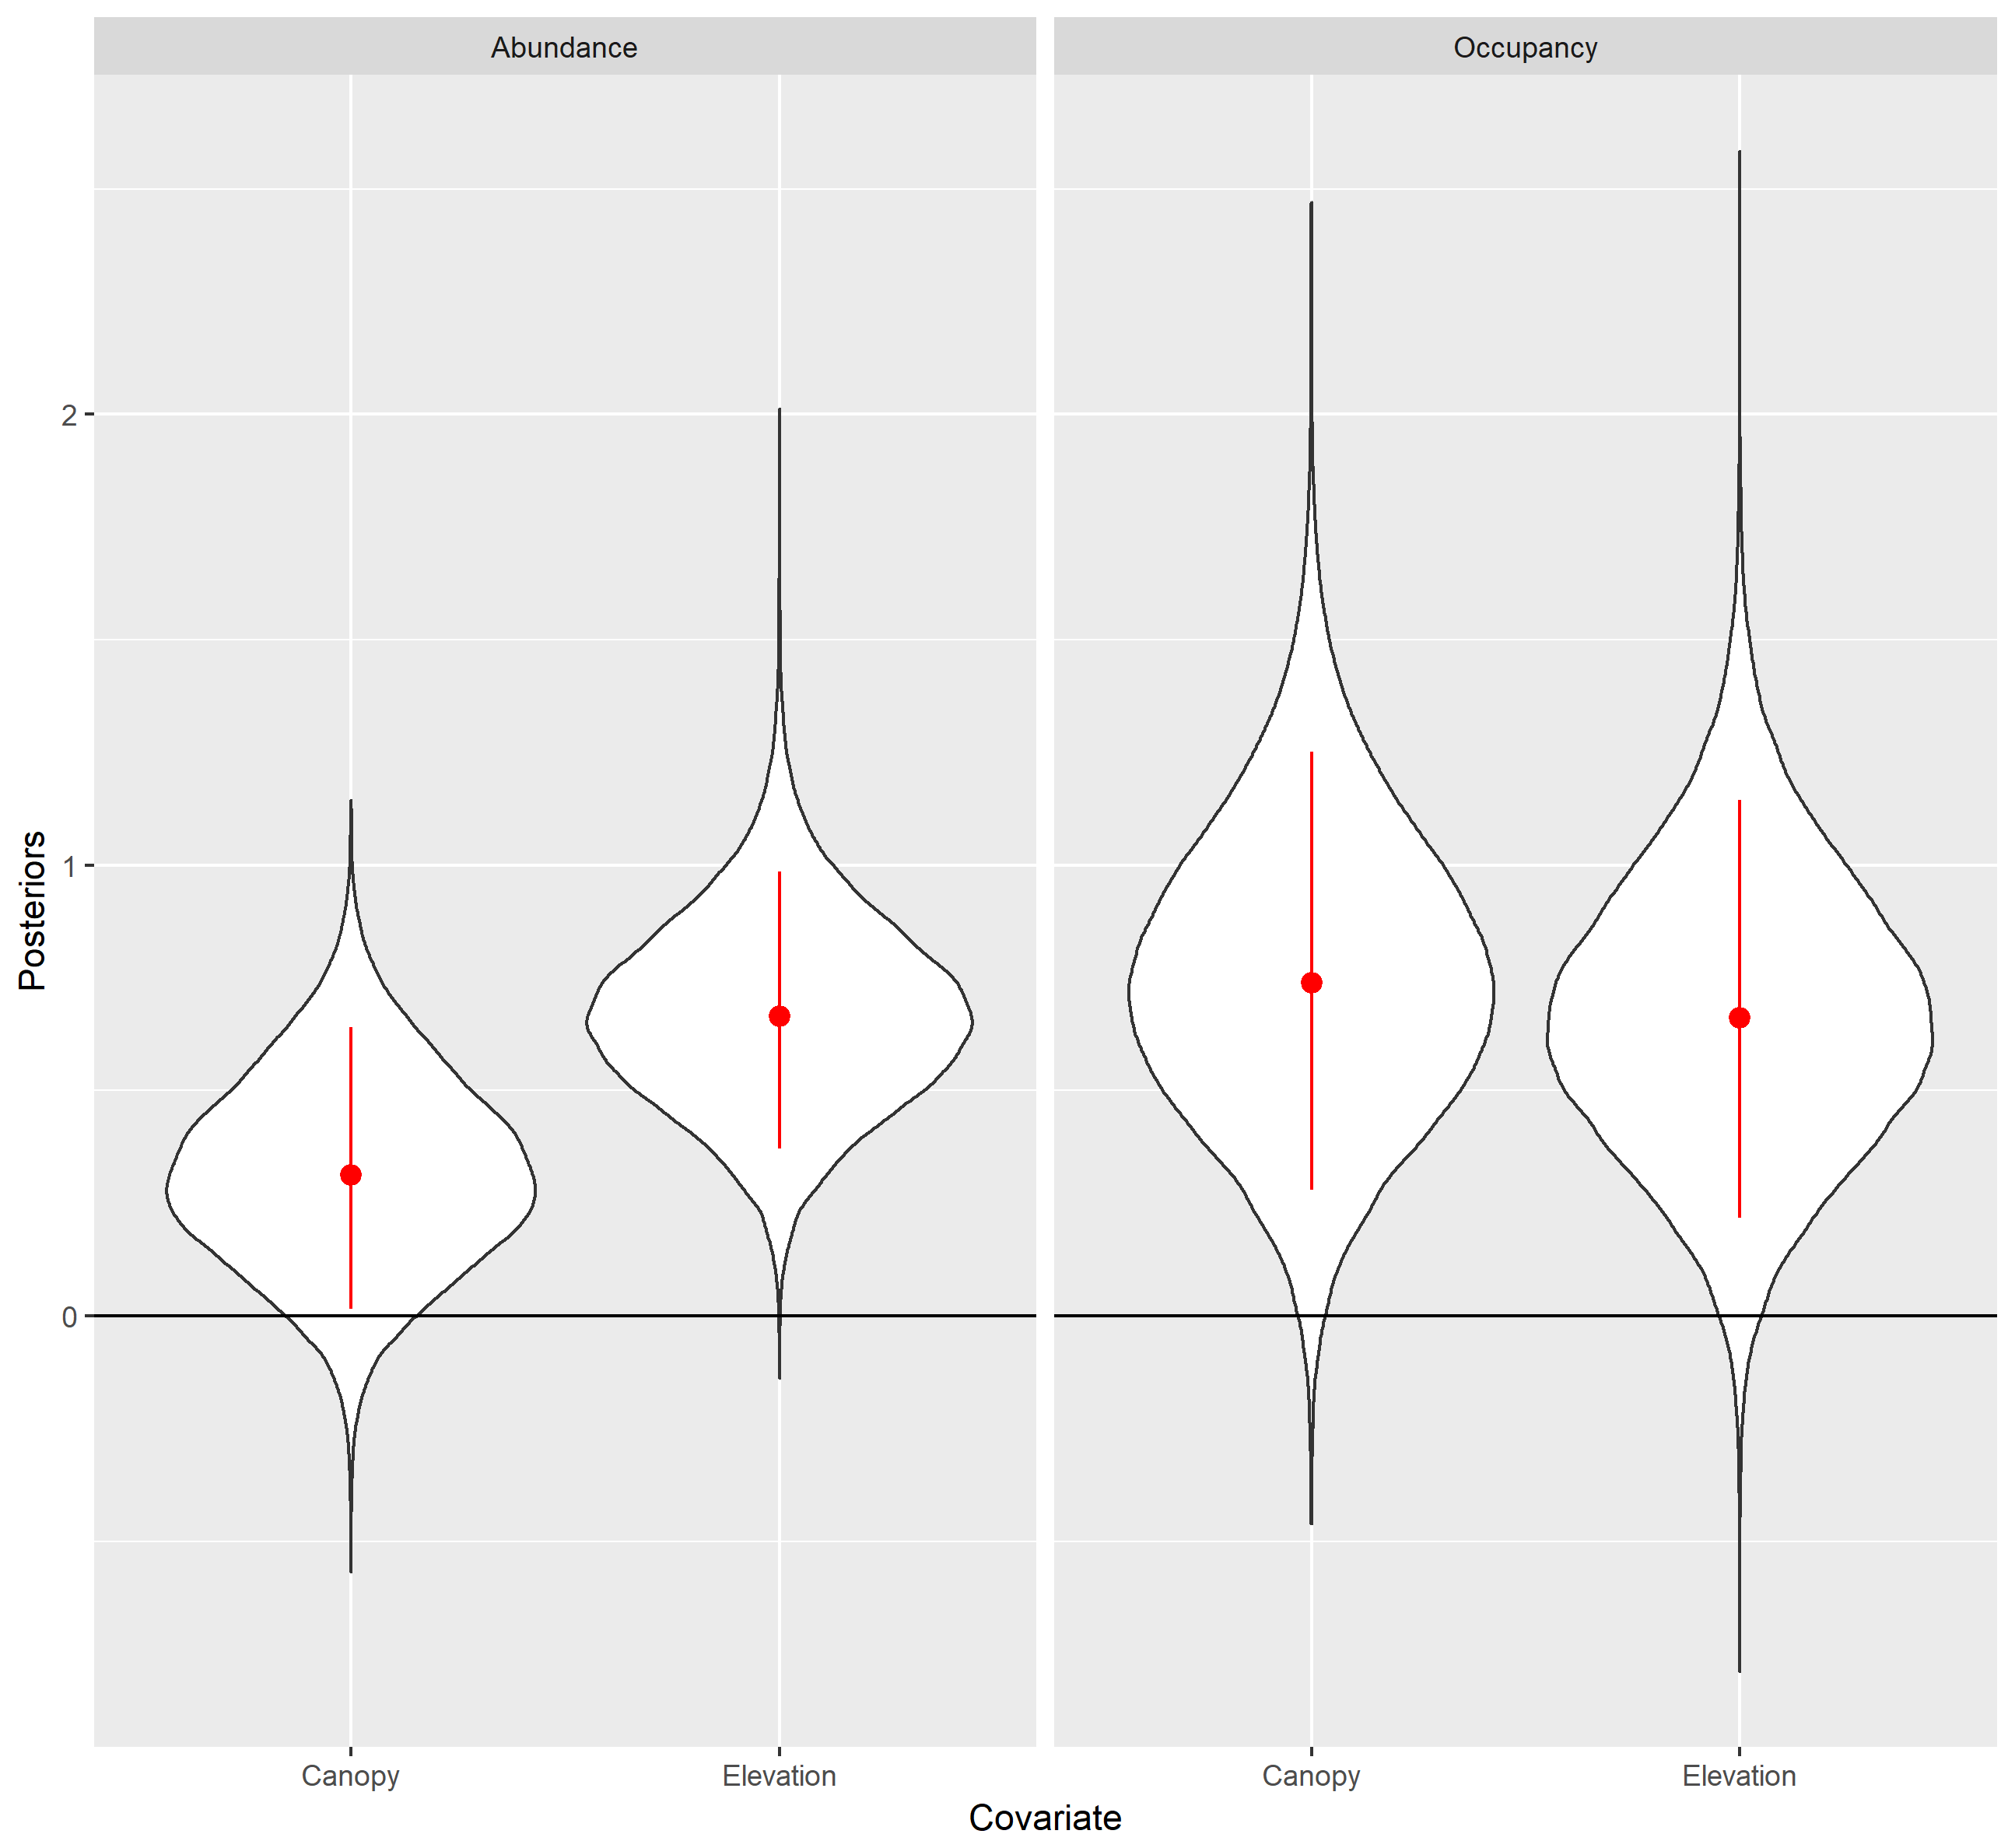 Abundance
Occupancy
Posteriors
2
1
0
Canopy
Elevation
Canopy
Elevation
Covariate